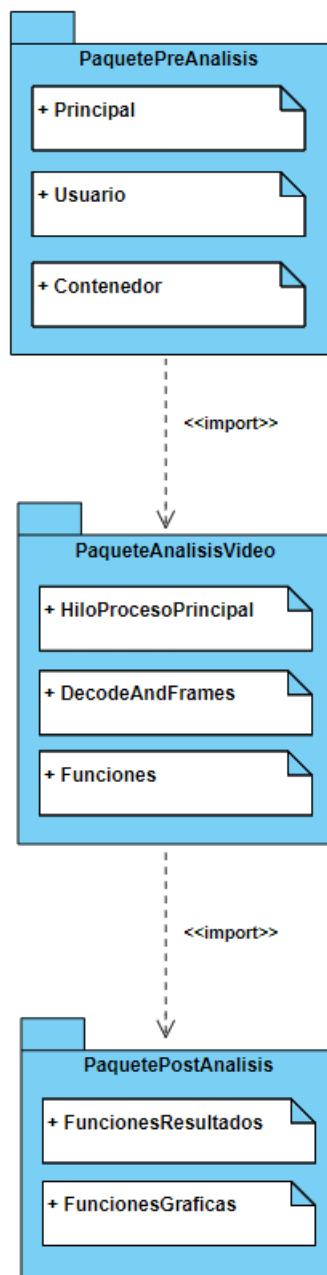 PaquetePreAnalisis
+ Principal
+ Usuario
+ Contenedor
<<import>>
PaqueteAnalisisVideo
+ HiloProcesoPrincipal
+ DecodeAndFrames
+ Funciones
<<import>>
PaquetePostAnalisis
+ FuncionesResultados
+ FuncionesGraficas